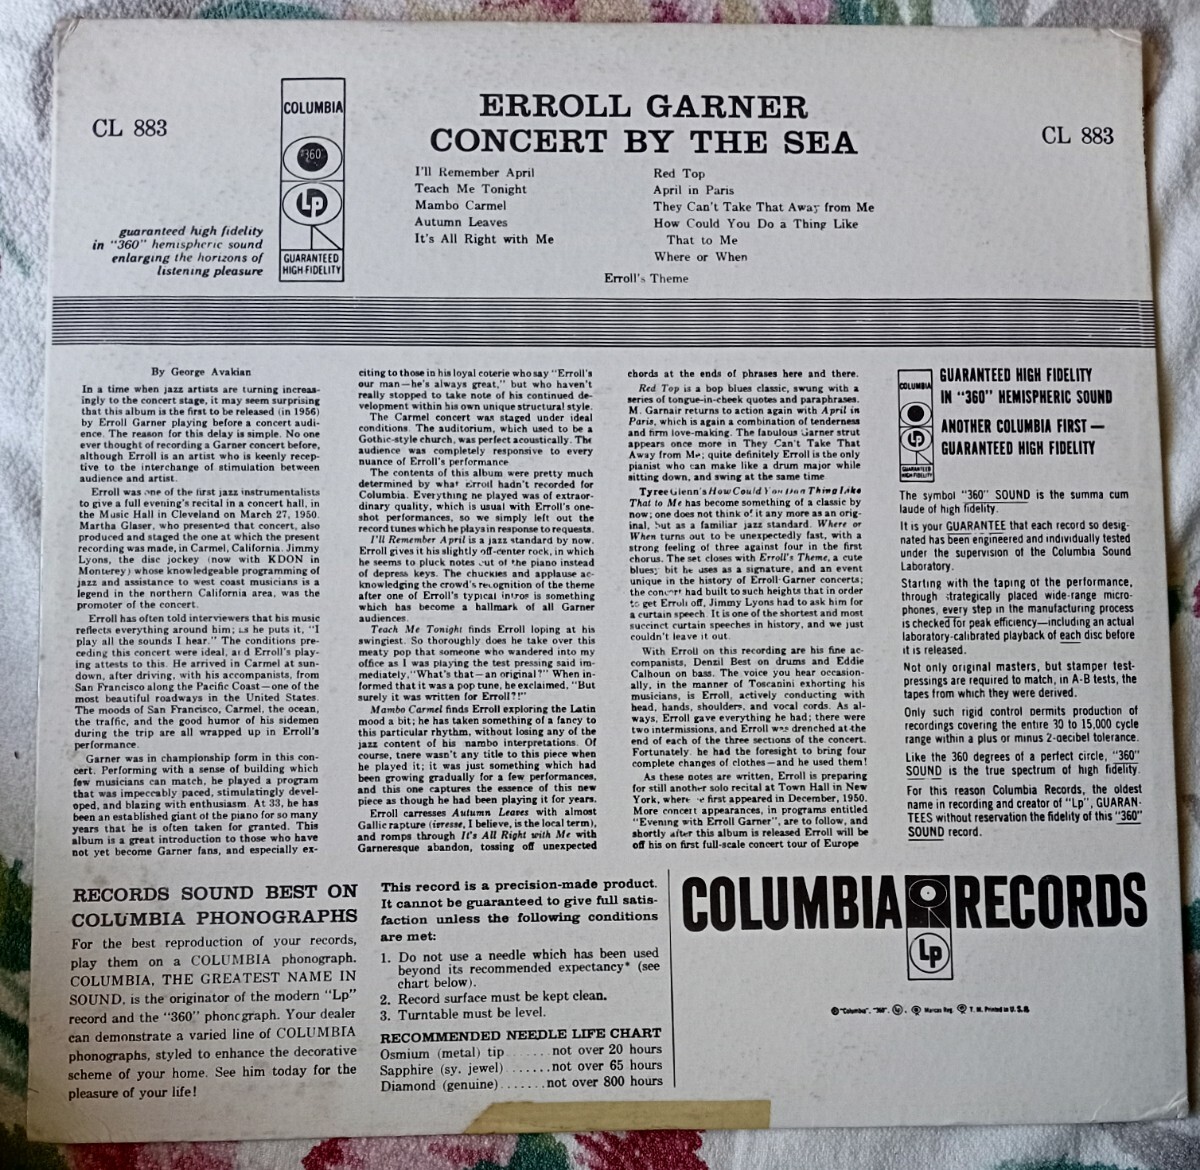 CL 883
COLUMBIA
360
LP
GUARANTEED
HIGH-FIDELITY
guaranteed high fidelity
in "360" hemispheric sound
enlarging the horizons of
listening pleasure
ERROLL GARNER
CONCERT BY THE SEA
CL 883
I'll Remember April
Teach Me Tonight
Mambo Carmel
Autumn Leaves
It's All Right with Me
Red Top
April in Paris
They Can't Take That Away from Me
How Could You Do a Thing Like
That to Me
Where or When
Erroll's Theme
By George Avakian
In a time when jazz artists are turning increas-
ingly to the concert stage, it may seem surprising
that this album is the first to be released (in 1956)
by Erroll Garner playing before a concert audi-
ence. The reason for this delay is simple. No one
ever thought of recording a Garner concert before,
although Erroll is an artist who is keenly recep-
tive to the interchange of stimulation between
audience and artist.
Erroll was one of the first jazz instrumentalists
to give a full evening's recital in a concert hall, in
the Music Hall in Cleveland on March 27, 1950.
Martha Glaser, who presented that concert, also
produced and staged the one at which the present
recording was made, in Carmel, California. Jimmy
Lyons, the disc jockey (now with KDON in
Monterey) whose knowledgeable programming of
jazz and assistance to west coast musicians is a
legend in the northern California area, was the
promoter of the concert.
Erroll has often told interviewers that his music
reflects everything around him; as he puts it, "I
play all the sounds I hear." The conditions pre-
ceding this concert were ideal, and Erroll's play-
ing attests to this. He arrived in Carmel at sun-
down, after driving, with his accompanists, from
San Francisco along the Pacific Coast—one of the
most beautiful roadways in the United States.
The moods of San Francisco, Carmel, the ocean,
the traffic, and the good humor of his sidemen
during the trip are all wrapped up in Erroll's
performance.
Garner was in championship form in this con-
cert. Performing with a sense of building which
few musicians can match, he played a program
that was impeccably paced, stimulatingly devel-
oped, and blazing with enthusiasm. At 33, he has
been an established giant of the piano for so many
years that he is often taken for granted. This
album is a great introduction to those who have
not yet become Garner fans, and especially ex-
citing to those in his loyal coterie who say "Erroll's
our man—he's always great," but who haven't
really stopped to take note of his continued de-
velopment within his own unique structural style.
The Carmel concert was staged under ideal
conditions. The auditorium, which used to be a
Gothic-style church, was perfect acoustically. The
audience was completely responsive to every
nuance of Erroll's performance
The contents of this album were pretty much
determined by what Erroll hadn't recorded for
Columbia. Everything he played was of extraor-
dinary quality, which is usual with Erroll's one-
shot performances, so we simply left out the
record tunes which he plays in response to requests.
I'll Remember April is a jazz standard by now.
Erroll gives it his slightly off-center rock, in which
he seems to pluck notes out of the piano instead
of depress keys. The chuckles and applause ac-
knowledging the crowd's recognition of the theme
after one of Erroll's typical intros is something
which has become a hallmark of all Garner
audiences.
Teach Me Tonight finds Erroll loping at his
swingiest. So thoroughly does he take over this
meaty pop that someone who wandered into my
office as I was playing the test pressing said im-
mediately, "What's that—an original?" When in-
formed that it was a pop tune, he exclaimed, "But
surely it was written for Erroll?!"
Mambo Carmel finds Erroll exploring the Latin
mood a bit; he has taken something of a fancy to
this particular rhythm, without losing any of the
jazz content of his mambo interpretations. Of
course, there wasn't any title to this piece when
he played it; it was just something which had
been growing gradually for a few performances,
and this one captures the essence of this new
piece as though he had been playing it for years.
Erroll caresses Autumn Leaves with almost
Gallic rapture (ivresse, I believe, is the local term),
and romps through It's All Right with Me with
Garneresque abandon, tossing off unexpected
chords at the ends of phrases here and there.
Red Top is a bop blues classic, swung with a
series of tongue-in-cheek quotes and paraphrases.
M. Garnair returns to action again with April in
Paris, which is again a combination of tenderness
and firm love-making. The fabulous Garner strut
appears once more in They Can't Take That
Away from Me; quite definitely Erroll is the only
pianist who can make like a drum major while
sitting down, and swing at the same time
Tyree Glenn's How Could You Do a Thing Like
That to Me has become something of a classic by
now; one does not think of it any more as an orig-
inal, but as a familiar jazz standard. Where or
When turns out to be unexpectedly fast, with a
strong feeling of three against four in the first
chorus. The set closes with Erroll's Theme, a cute
bluesy bit he uses as a signature, and an event
unique in the history of Erroll Garner concerts;
the concert had built to such heights that in order
to get Erroll off, Jimmy Lyons had to ask him for
a curtain speech. It is one of the shortest and most
succinct curtain speeches in history, and we just
couldn't leave it out.
With Erroll on this recording are his fine ac-
companists, Denzil Best on drums and Eddie
Calhoun on bass. The voice you hear occasion-
ally, in the manner of Toscanini exhorting his
musicians, is Erroll, actively conducting with
head, hands, shoulders, and vocal cords. As al-
ways, Erroll gave everything he had; there were
two intermissions, and Erroll was drenched at the
end of each of the three sections of the concert.
Fortunately, he had the foresight to bring four
complete changes of clothes—and he used them!
As these notes are written, Erroll is preparing
for still another solo recital at Town Hall in New
York, where he first appeared in December, 1950.
More concert appearances, in programs entitled
"Evening with Erroll Garner", are to follow, and
shortly after this album is released Erroll will be
off on his first full-scale concert tour of Europe
COLUMBIA
LP
GUARANTEED
HIGH-FIDELITY
GUARANTEED HIGH FIDELITY
IN "360" HEMISPHERIC SOUND
ANOTHER COLUMBIA FIRST—
GUARANTEED HIGH FIDELITY
The symbol "360" SOUND is the summa cum
laude of high fidelity.
It is your GUARANTEE that each record so desig-
nated has been engineered and individually tested
under the supervision of the Columbia Sound
Laboratory.
Starting with the taping of the performance,
through strategically placed wide-range micro-
phones, every step in the manufacturing process
is checked for peak efficiency—including an actual
laboratory-calibrated playback of each disc before
it is released.
Not only original masters, but stamper test-
pressings are required to match, in A-B tests, the
tapes from which they were derived.
Only such rigid control permits production of
recordings covering the entire 30 to 15,000 cycle
range within a plus or minus 2-decibel tolerance.
Like the 360 degrees of a perfect circle, "360"
SOUND is the true spectrum of high fidelity.
For this reason Columbia Records, the oldest
name in recording and creator of "Lp", GUARAN-
TEES without reservation the fidelity of this "360"
SOUND record.
RECORDS SOUND BEST ON
COLUMBIA PHONOGRAPHS
For the best reproduction of your records,
play them on a COLUMBIA phonograph.
COLUMBIA, THE GREATEST NAME IN
SOUND, is the originator of the modern "Lp"
record and the "360" phonograph. Your dealer
can demonstrate a varied line of COLUMBIA
phonographs, styled to enhance the decorative
scheme of your home. See him today for the
pleasure of your life!
This record is a precision-made product.
It cannot be guaranteed to give full satis-
faction unless the following conditions
are met:
1. Do not use a needle which has been used
beyond its recommended expectancy* (see
chart below).
2. Record surface must be kept clean.
3. Turntable must be level.
RECOMMENDED NEEDLE LIFE CHART
Osmium (metal) tip ....... not over 20 hours
Sapphire (sy. jewel) .......not over 65 hours
Diamond (genuine).......not over 800 hours
COLUMBIA RECORDS
Lp
® "Columbia", "360", Lp, ® Marcas Reg. ® T. M. Printed in U. S. A.